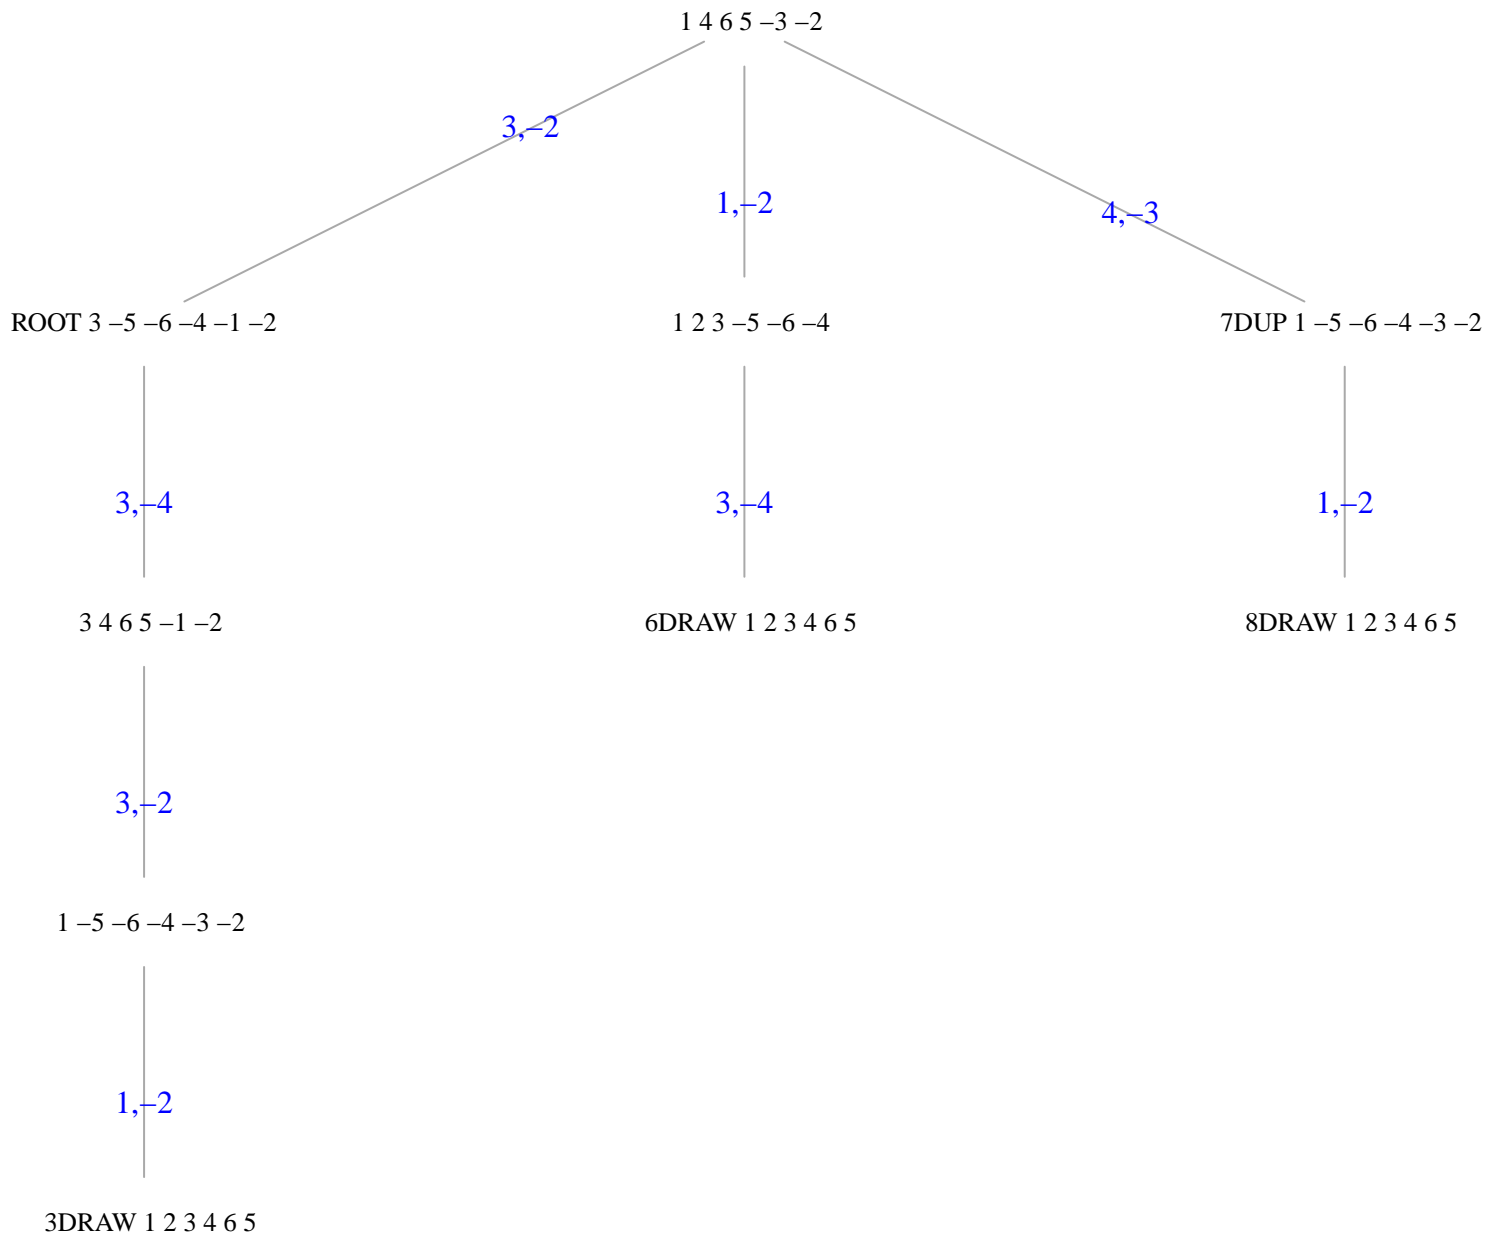 1 4 6 5 –3 –2
3,–2
1,–2
4,–3
ROOT 3 –5 –6 –4 –1 –2
1 2 3 –5 –6 –4
7DUP 1 –5 –6 –4 –3 –2
3,–4
3,–4
1,–2
3 4 6 5 –1 –2
6DRAW 1 2 3 4 6 5
8DRAW 1 2 3 4 6 5
3,–2
1 –5 –6 –4 –3 –2
1,–2
3DRAW 1 2 3 4 6 5